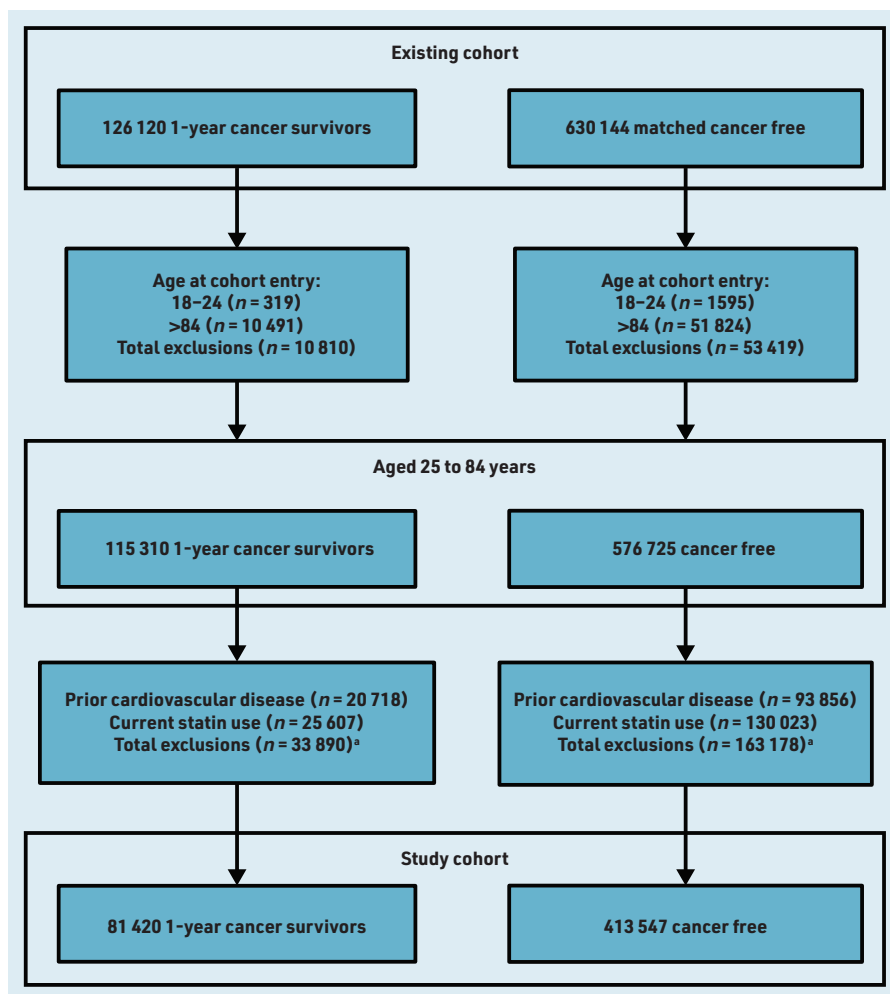 Existing cohort
126 120 1-year cancer survivors
630 144 matched cancer free
Age at cohort entry:
18–24 (n = 319)
>84 (n = 10 491)
Total exclusions (n = 10 810)
Age at cohort entry:
18–24 (n = 1595)
>84 (n = 51 824)
Total exclusions (n = 53 419)
Aged 25 to 84 years
115 310 1-year cancer survivors
576 725 cancer free
Prior cardiovascular disease (n = 20 718)
Current statin use (n = 25 607)
Total exclusions (n = 33 890)ᵃ
Prior cardiovascular disease (n = 93 856)
Current statin use (n = 130 023)
Total exclusions (n = 163 178)ᵃ
Study cohort
81 420 1-year cancer survivors
413 547 cancer free